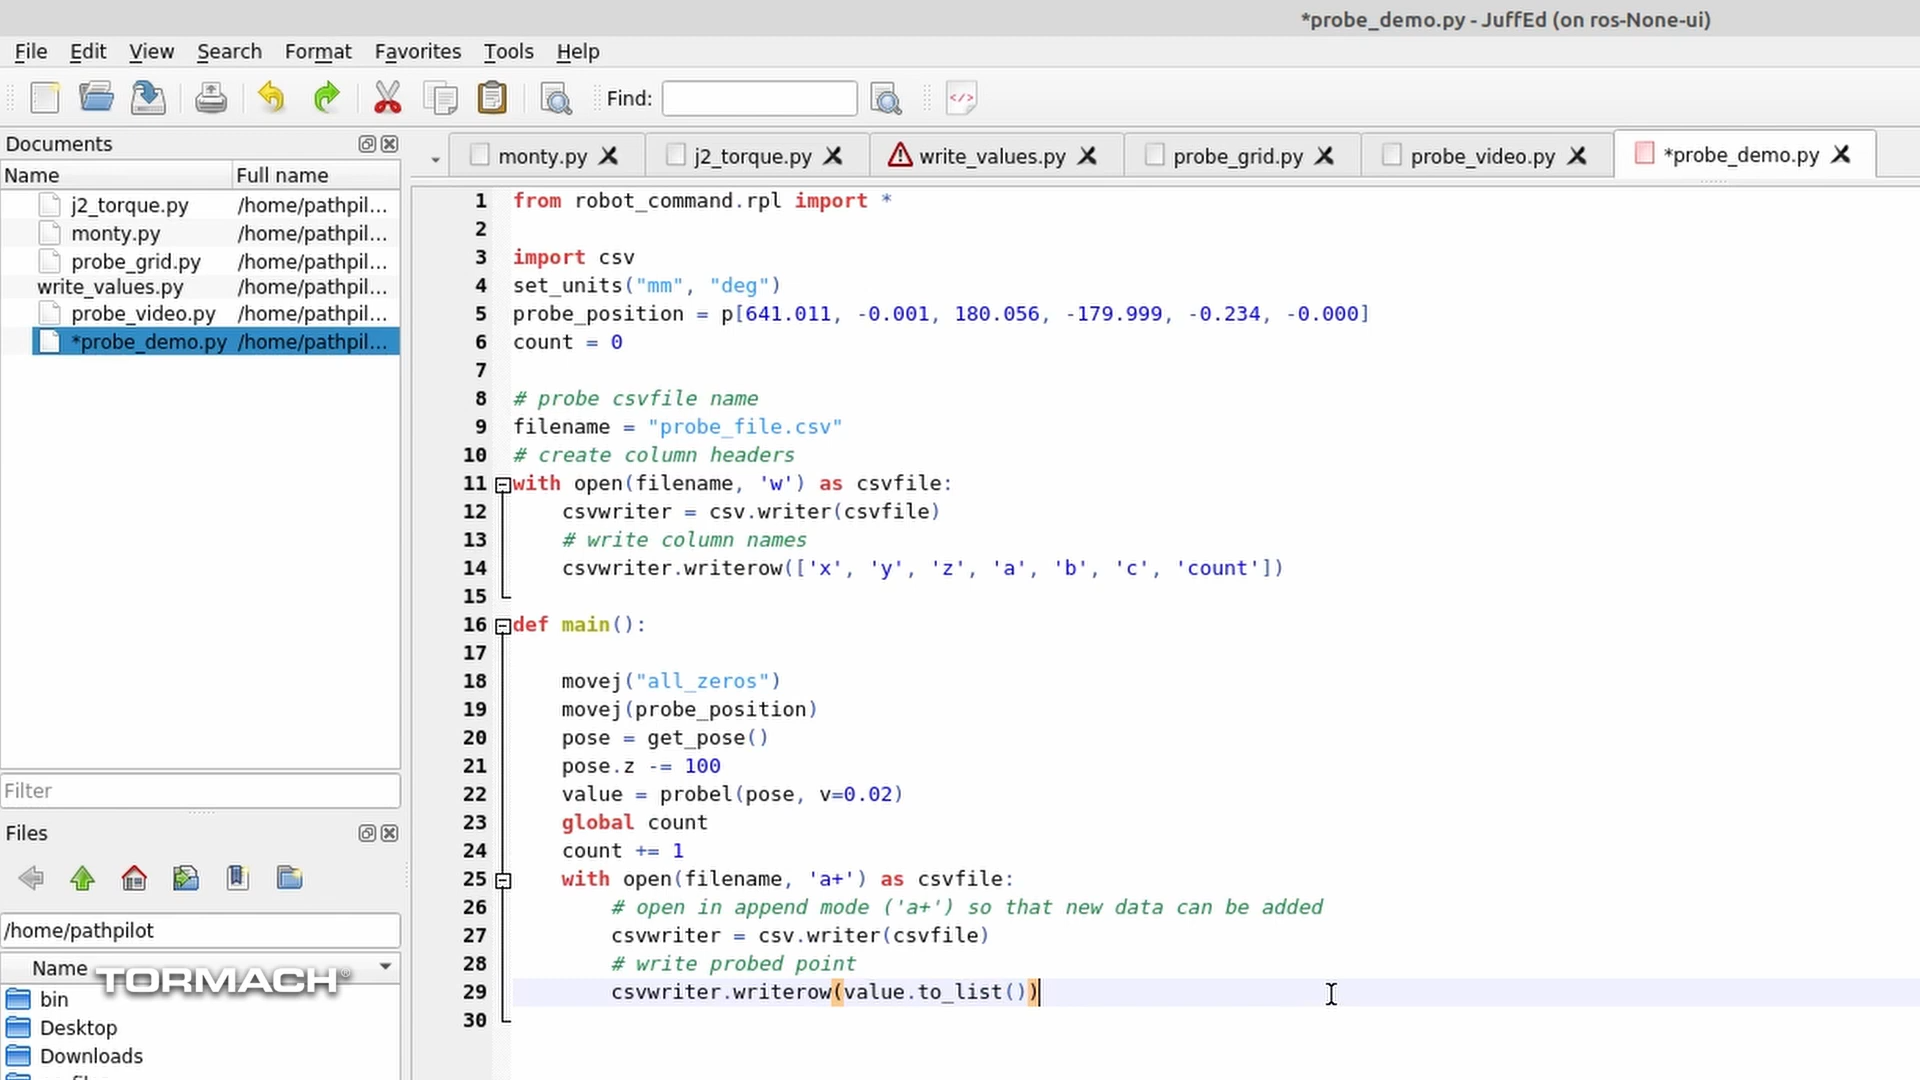 *probe_demo.py - JuffEd (on ros-None-ui)
File Edit View Search Format Favorites Tools Help
Find:
Documents
monty.py j2_torque.py write_values.py probe_grid.py probe_video.py *probe_demo.py
Name Full name
j2_torque.py /home/pathpil...
monty.py /home/pathpil...
probe_grid.py /home/pathpil...
write_values.py /home/pathpil...
probe_video.py /home/pathpil...
*probe_demo.py /home/pathpil...
Filter
Files
/home/pathpilot
Name
TORMACH®
bin
Desktop
Downloads
1 from robot_command.rpl import *
2
3 import csv
4 set_units("mm", "deg")
5 probe_position = p[641.011, -0.001, 180.056, -179.999, -0.234, -0.000]
6 count = 0
7
8 # probe csvfile name
9 filename = "probe_file.csv"
10 # create column headers
11 with open(filename, 'w') as csvfile:
12 csvwriter = csv.writer(csvfile)
13 # write column names
14 csvwriter.writerow(['x', 'y', 'z', 'a', 'b', 'c', 'count'])
15
16 def main():
17
18 movej("all_zeros")
19 movej(probe_position)
20 pose = get_pose()
21 pose.z -= 100
22 value = probel(pose, v=0.02)
23 global count
24 count += 1
25 with open(filename, 'a+') as csvfile:
26 # open in append mode ('a+') so that new data can be added
27 csvwriter = csv.writer(csvfile)
28 # write probed point
29 csvwriter.writerow(value.to_list())
30